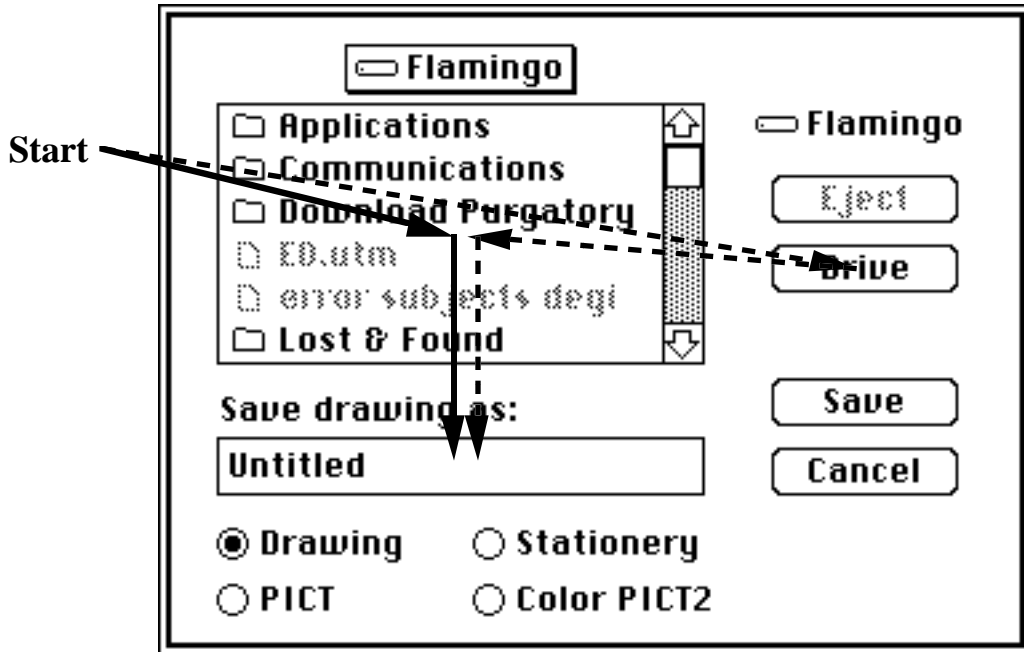 Flamingo
Applications
Communications
Download Purgatory
ED.utm
error subjects degi
Lost & Found
Start
Flamingo
Eject
Drive
Save drawing as:
Untitled
Save
Cancel
Drawing
Stationery
PICT
Color PICT2